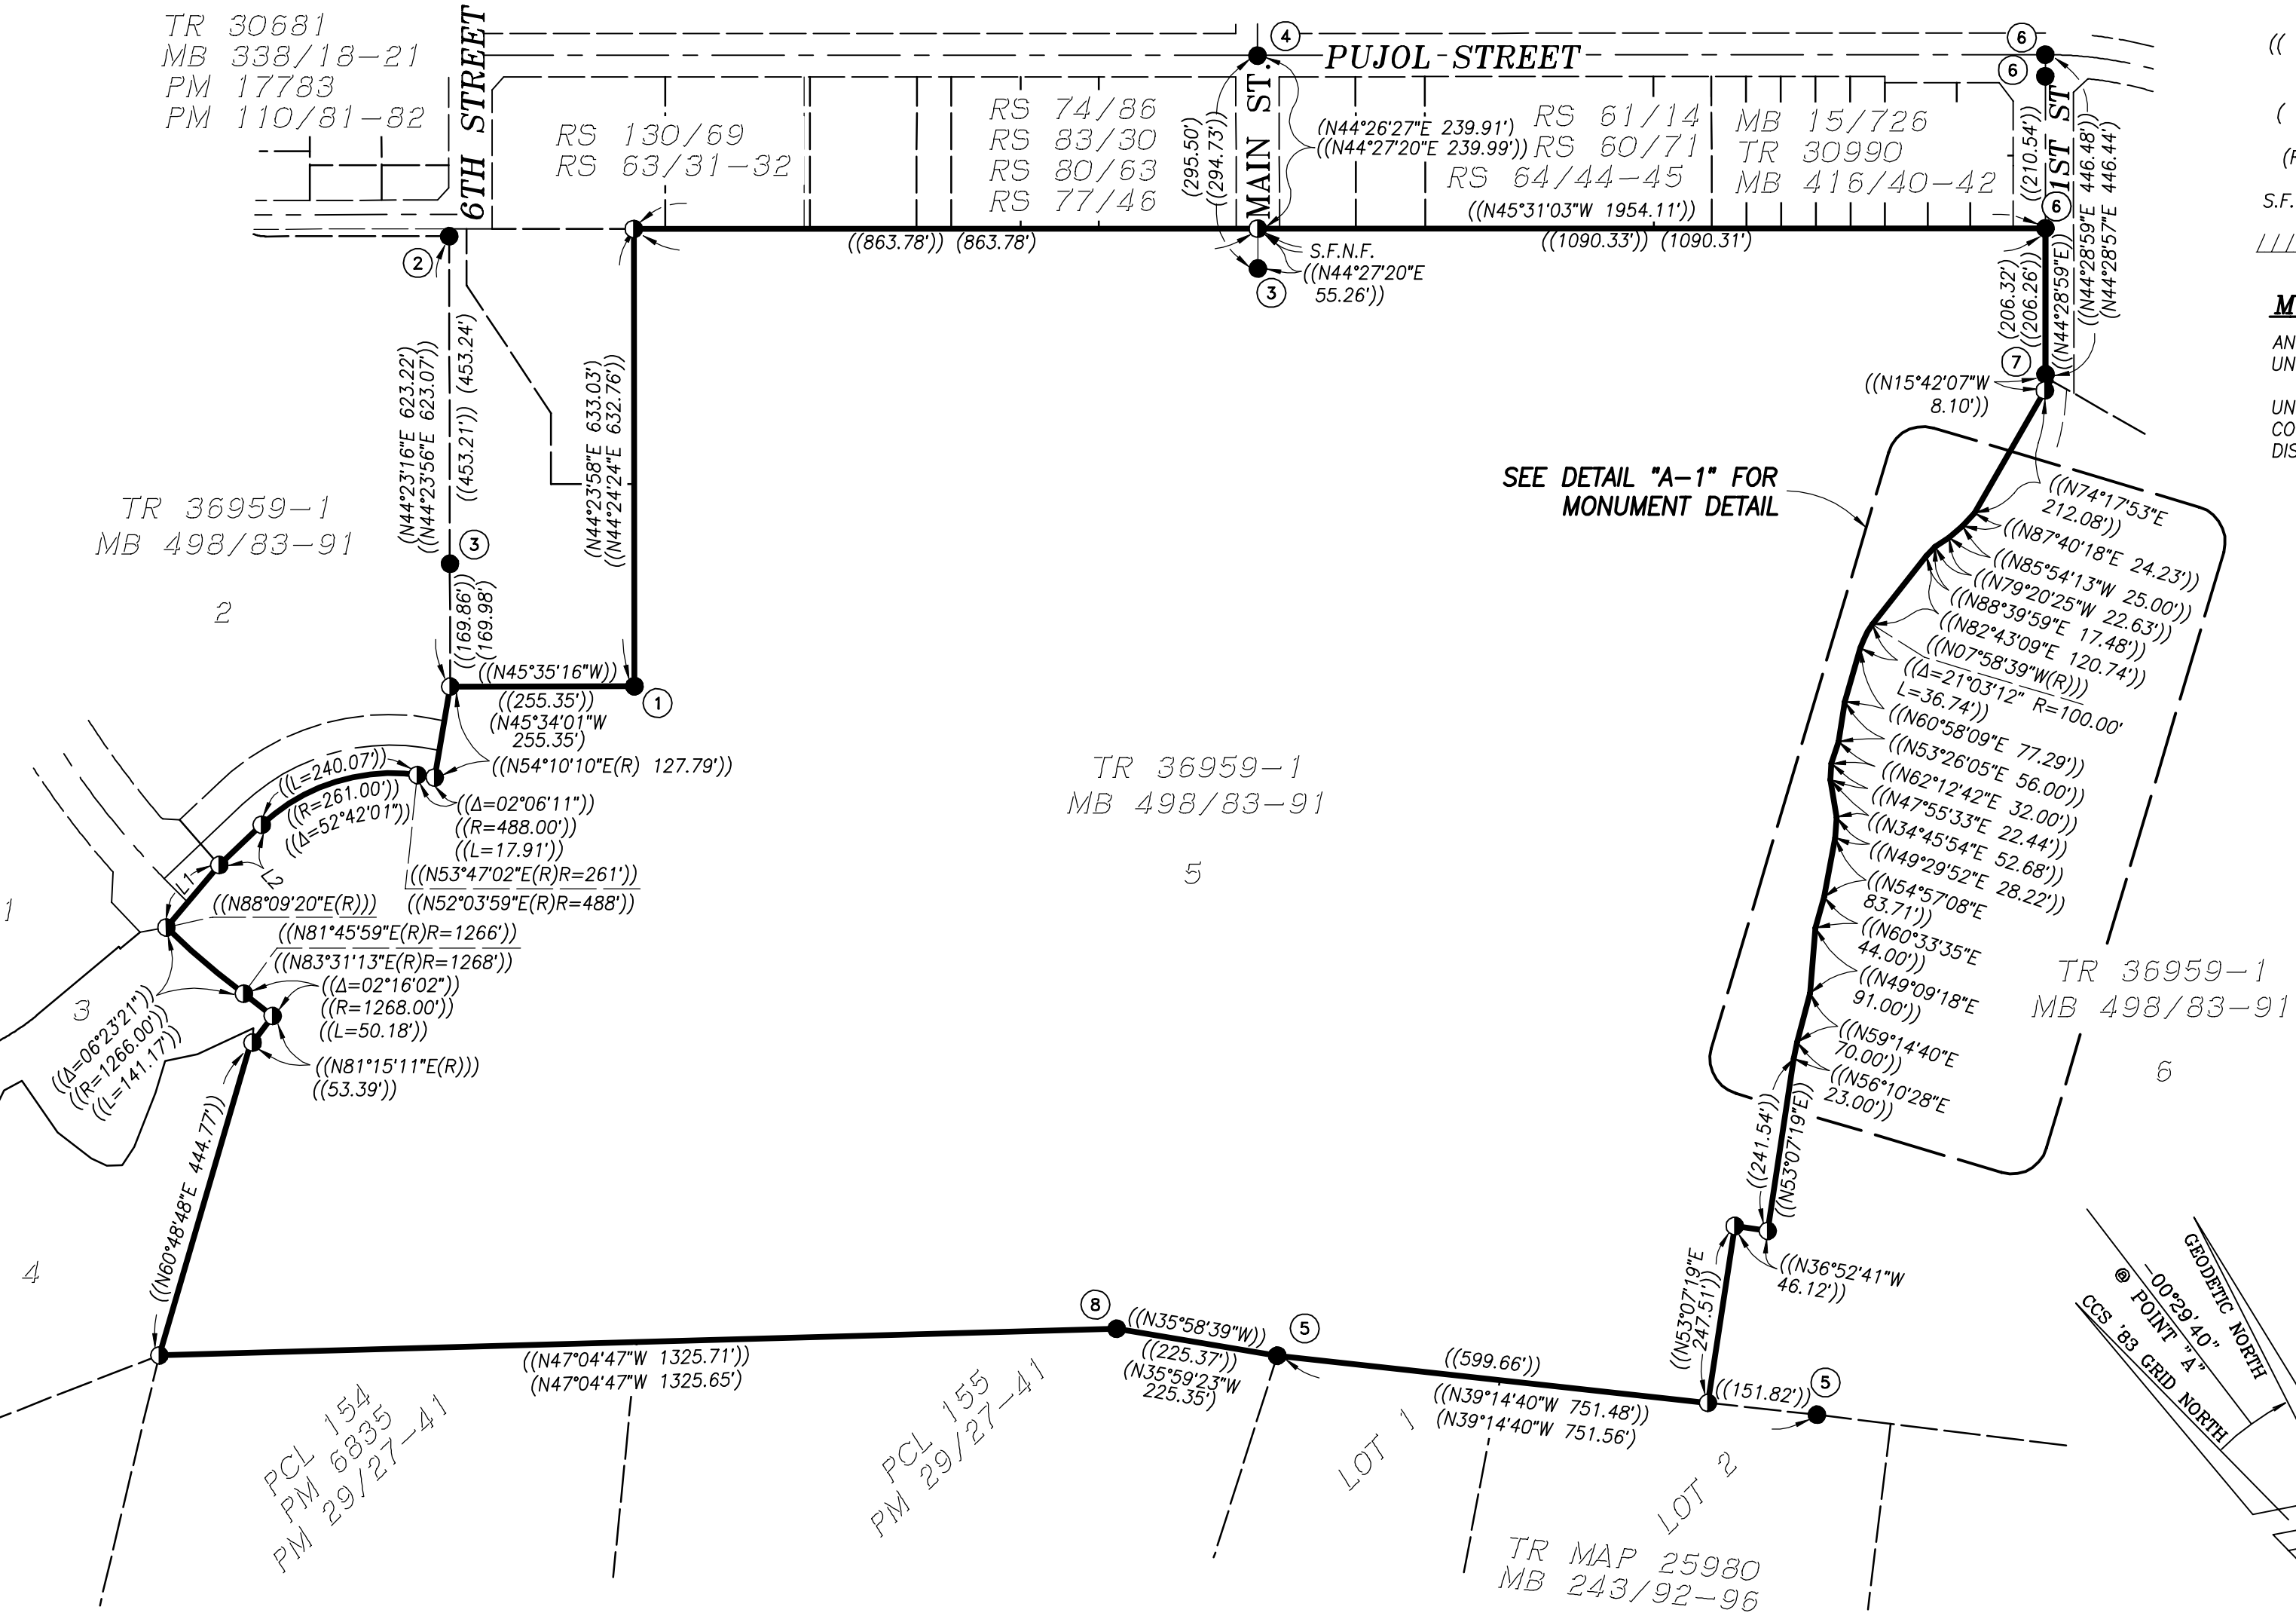 TR 30681
MB 338/18-21
PM 17783
PM 110/81-82
6TH STREET
RS 130/69
RS 63/31-32
RS 74/86
RS 83/30
RS 80/63
RS 77/46
4
PUJOL STREET
MAIN ST.
(295.50')
((294.73'))
(N44°26'27"E 239.91')
((N44°27'20"E 239.99'))
RS 61/14
RS 60/71
RS 64/44-45
MB 15/726
TR 30990
MB 416/40-42
6
6
6
(210.54')
1ST ST
((N44°28'59"E 446.48'))
(N44°28'57"E 446.44')
((
(
S.F.
((N45°31'03"W 1954.11'))
((863.78')) (863.78')
((1090.33')) (1090.31')
S.F.N.F.
((N44°27'20"E
55.26'))
3
2
(206.32')
((206.26'))
((N44°28'59"E))
7
((N15°42'07"W
8.10'))
M
AN
UN
UN
CO
DIS
(N44°23'16"E 623.22')
((N44°23'56"E 623.07'))
((453.21')) (453.24')
(N44°23'58"E 633.03')
((N44°24'24"E 632.76'))
SEE DETAIL "A-1" FOR
MONUMENT DETAIL
TR 36959-1
MB 498/83-91
2
3
((169.86'))
(169.98')
((N45°35'16"W))
((255.35'))
(N45°34'01"W
255.35')
1
((N54°10'10"E(R) 127.79'))
((N74°17'53"E
212.08'))
((N87°40'18"E 24.23'))
((N85°54'13"W 25.00'))
((N79°20'25"W 22.63'))
((N88°39'59"E 17.48'))
((N82°43'09"E 120.74'))
((N07°58'39"W(R)))
((Δ=21°03'12" R=100.00'
L=36.74'))
((N60°58'09"E 77.29'))
((N53°26'05"E 56.00'))
((N62°12'42"E 32.00'))
((N47°55'33"E 22.44'))
((N34°45'54"E 52.68'))
((N49°29'52"E 28.22'))
((N54°57'08"E
83.71'))
((N60°33'35"E
44.00'))
((N49°09'18"E
91.00'))
((N59°14'40"E
70.00'))
((N56°10'28"E
23.00'))
((L=240.07'))
((R=261.00'))
((Δ=52°42'01"))
((Δ=02°06'11"))
((R=488.00'))
((L=17.91'))
((N53°47'02"E(R)R=261'))
((N52°03'59"E(R)R=488'))
L1
L2
((N88°09'20"E(R)))
((N81°45'59"E(R)R=1266'))
((N83°31'13"E(R)R=1268'))
((Δ=02°16'02"))
((R=1268.00'))
((L=50.18'))
((N81°15'11"E(R)))
((53.39'))
((Δ=06°23'21"))
((R=1266.00'))
((L=141.17'))
1
3
4
TR 36959-1
MB 498/83-91
5
TR 36959-1
MB 498/83-91
6
((N60°48'48"E 444.77'))
((241.54'))
((N53°07'19"E))
((N36°52'41"W
46.12'))
((N53°07'19"E
247.51'))
8
((N35°58'39"W))
((225.37'))
(N35°59'23"W
225.35')
5
((599.66'))
((N39°14'40"W 751.48'))
(N39°14'40"W 751.56')
((151.82'))
5
((N47°04'47"W 1325.71'))
(N47°04'47"W 1325.65')
PCL 154
PM 6835
PM 29/27-41
PCL 155
PM 29/27-41
LOT 1
LOT 2
TR MAP 25980
MB 243/92-96
GEODETIC NORTH
-00°29'40"
@ POINT "A"
CCS '83 GRID NORTH